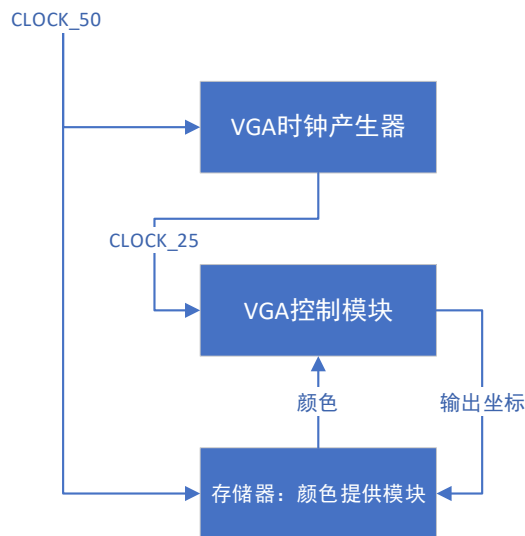 CLOCK_50
VGA时钟产生器
CLOCK_25
VGA控制模块
颜色
输出坐标
存储器：颜色提供模块